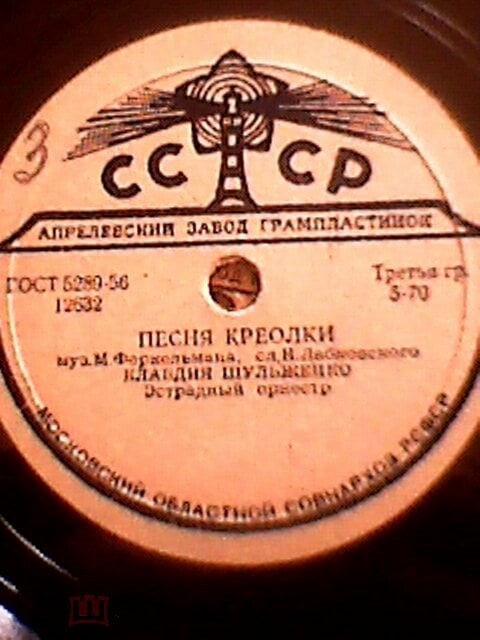 3
СССР
АПРЕЛЕВСКИЙ ЗАВОД ГРАМПЛАСТИНОК
ГОСТ 5289-56
12632
Третья гр.
5-70
ПЕСНЯ КРЕОЛКИ
муз. М. Феркельмана, сл. Н. Лабковского
КЛАВДИЯ ШУЛЬЖЕНКО
Эстрадный оркестр
МОСКОВСКИЙ ОБЛАСТНОЙ СОВНАРХОЗ РСФСР